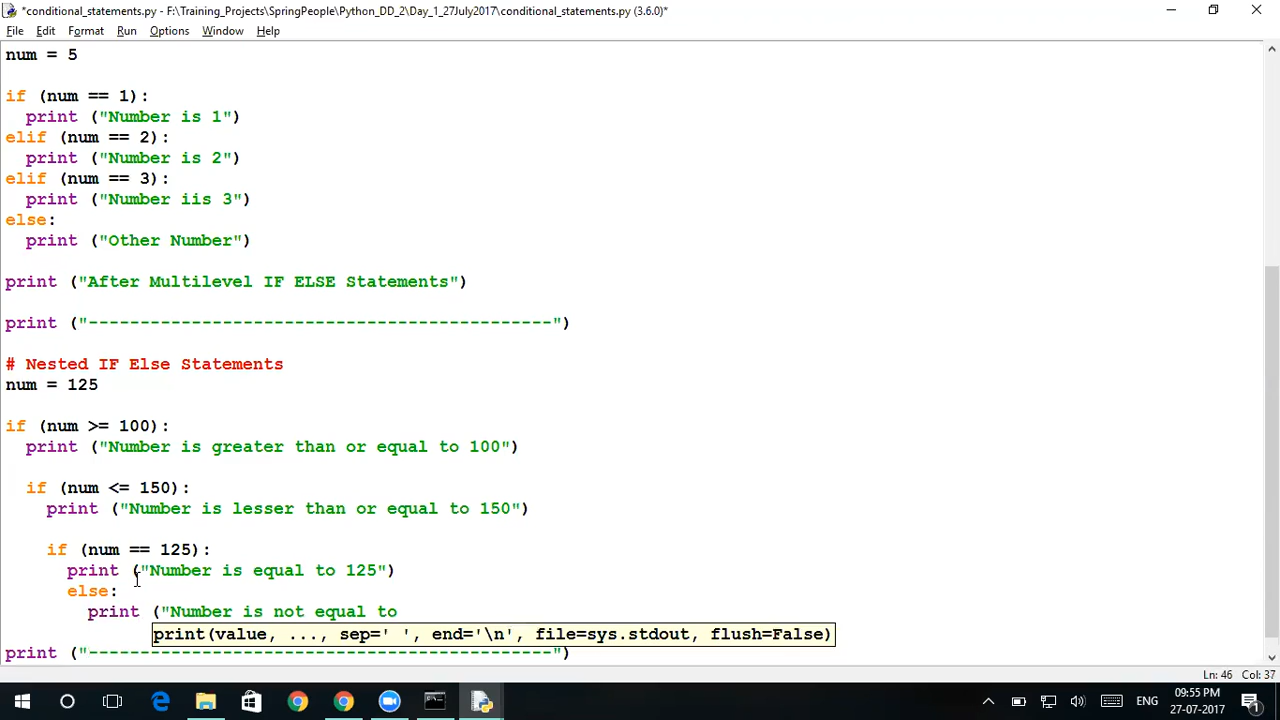 *conditional_statements.py - F:\Training_Projects\SpringPeople\Python_DD_2\Day_1_27July2017\conditional_statements.py (3.6.0)*
File Edit Format Run Options Window Help
num = 5
if (num == 1):
print ("Number is 1")
elif (num == 2):
print ("Number is 2")
elif (num == 3):
print ("Number iis 3")
else:
print ("Other Number")
print ("After Multilevel IF ELSE Statements")
print ("---------------------------------------------")
# Nested IF Else Statements
num = 125
if (num >= 100):
print ("Number is greater than or equal to 100")
if (num <= 150):
print ("Number is lesser than or equal to 150")
if (num == 125):
print ("Number is equal to 125")
else:
print ("Number is not equal to
print(value, ..., sep=' ', end='\n', file=sys.stdout, flush=False)
print ("---------------------------------------------")
Ln: 46 Col: 37
ENG
09:55 PM
27-07-2017
1